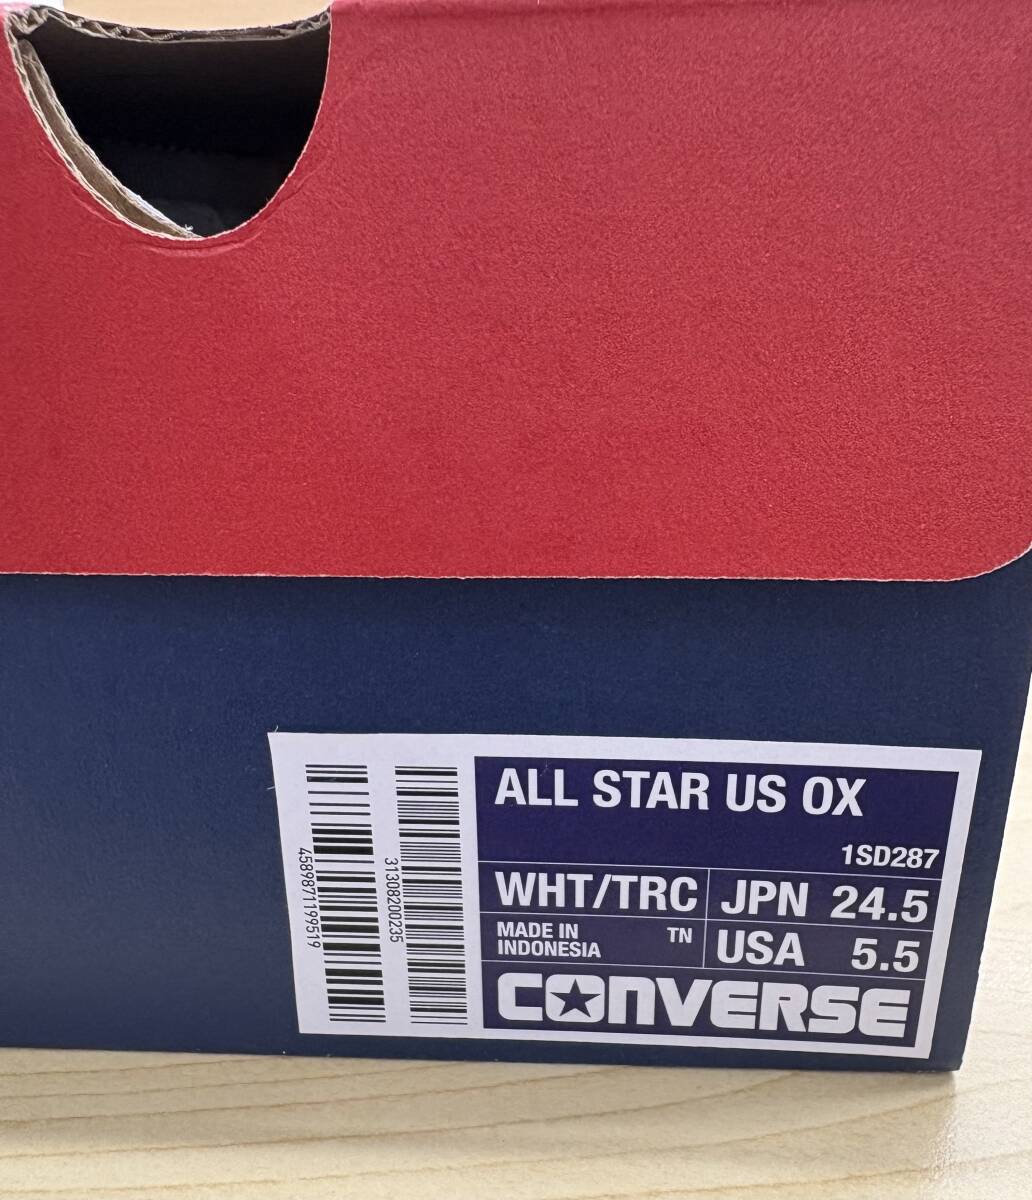 ALL STAR US OX
1SD287
WHT/TRC
JPN 24.5
MADE IN
INDONESIA
TN
USA 5.5
CONVERSE
4589871199519
31308200235